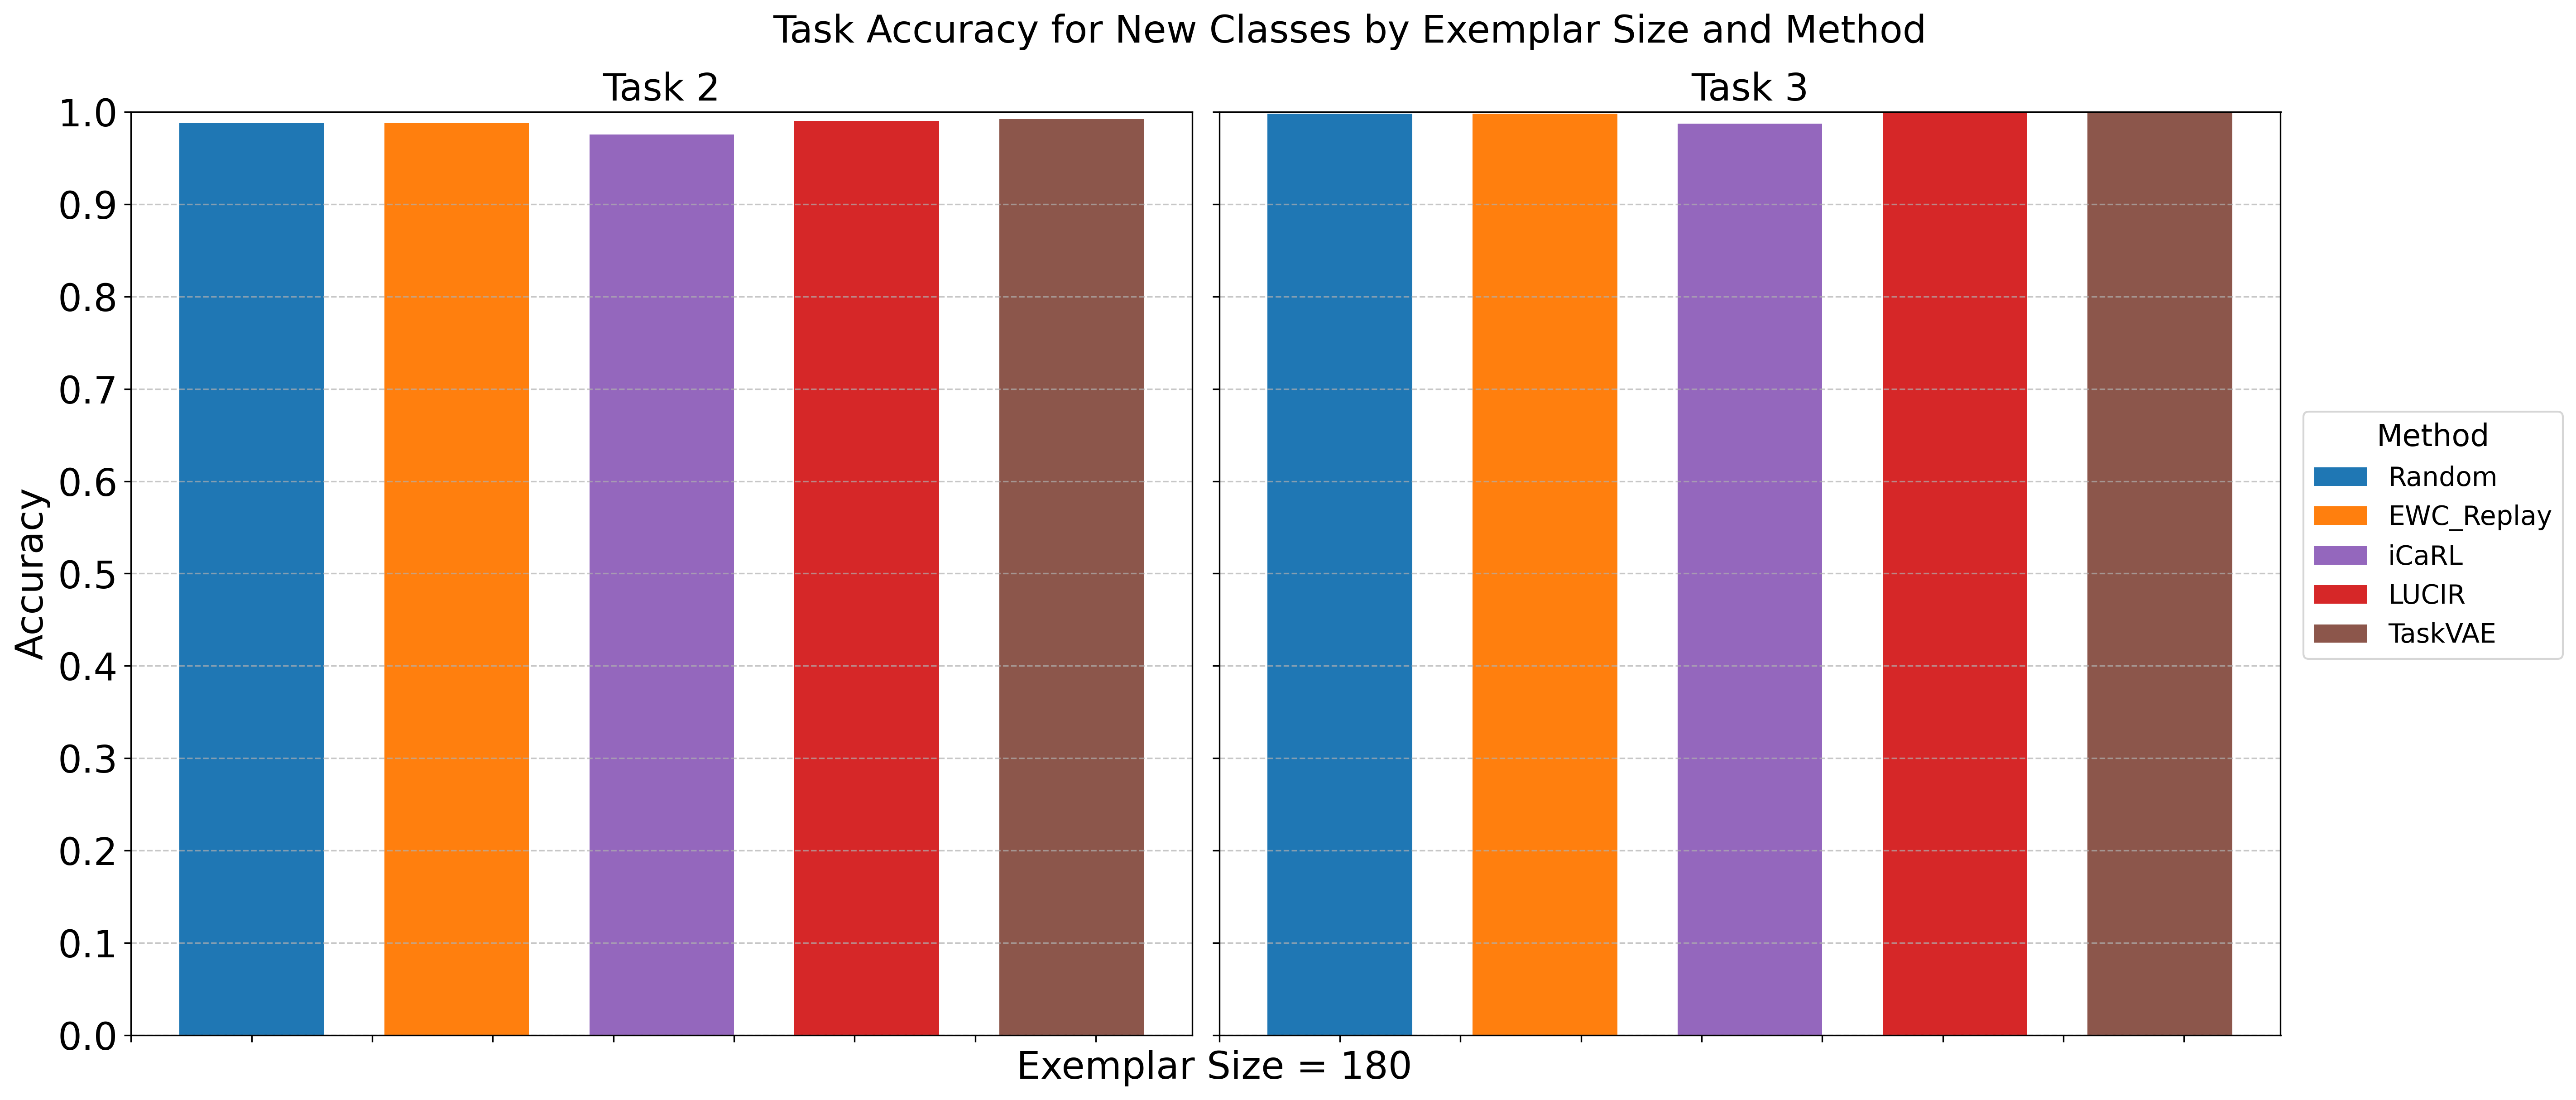 Task Accuracy for New Classes by Exemplar Size and Method
Task 2
Task 3
1.0
0.9
0.8
0.7
0.6
0.5
0.4
0.3
0.2
0.1
0.0
Accuracy
Exemplar Size = 180
Method
Random
EWC_Replay
iCaRL
LUCIR
TaskVAE